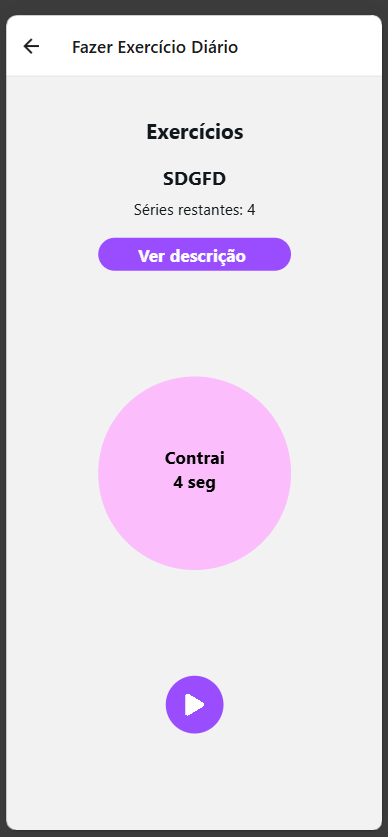 Fazer Exercício Diário
Exercícios
SDGFD
Séries restantes: 4
Ver descrição
Contrai
4 seg